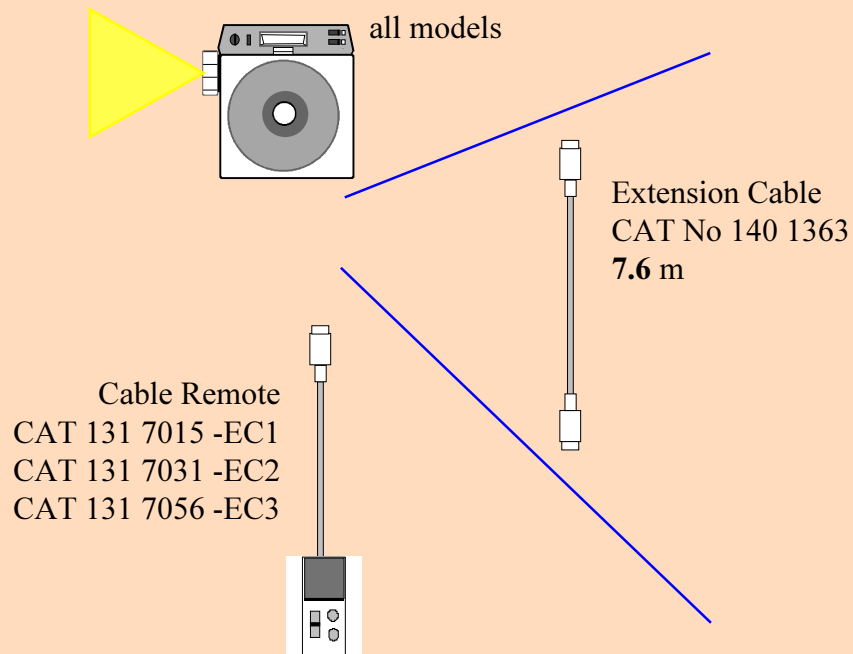 all models
Extension Cable
CAT No 140 1363
7.6 m
Cable Remote
CAT 131 7015 -EC1
CAT 131 7031 -EC2
CAT 131 7056 -EC3